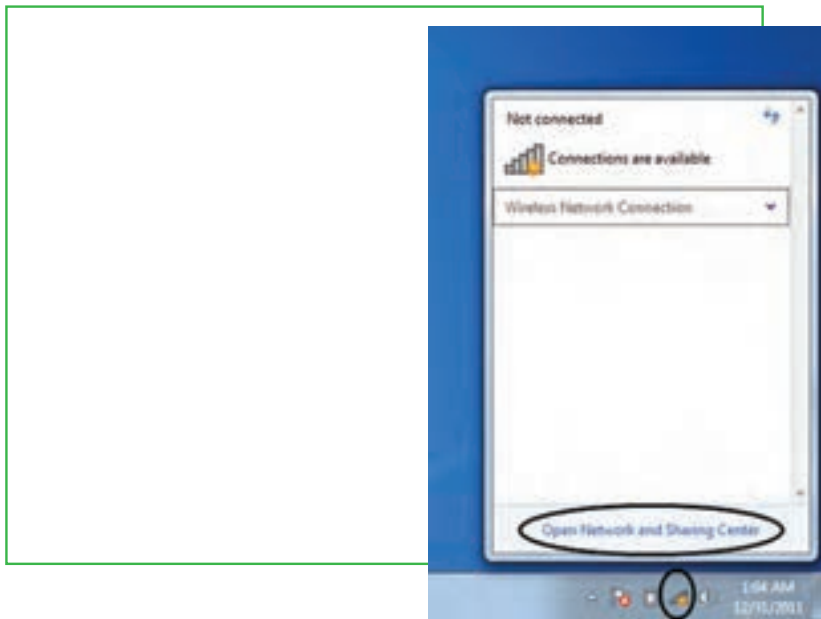 Not connected
Connections are available
Wireless Network Connection
Open Network and Sharing Center
1:04 AM
12/31/2011